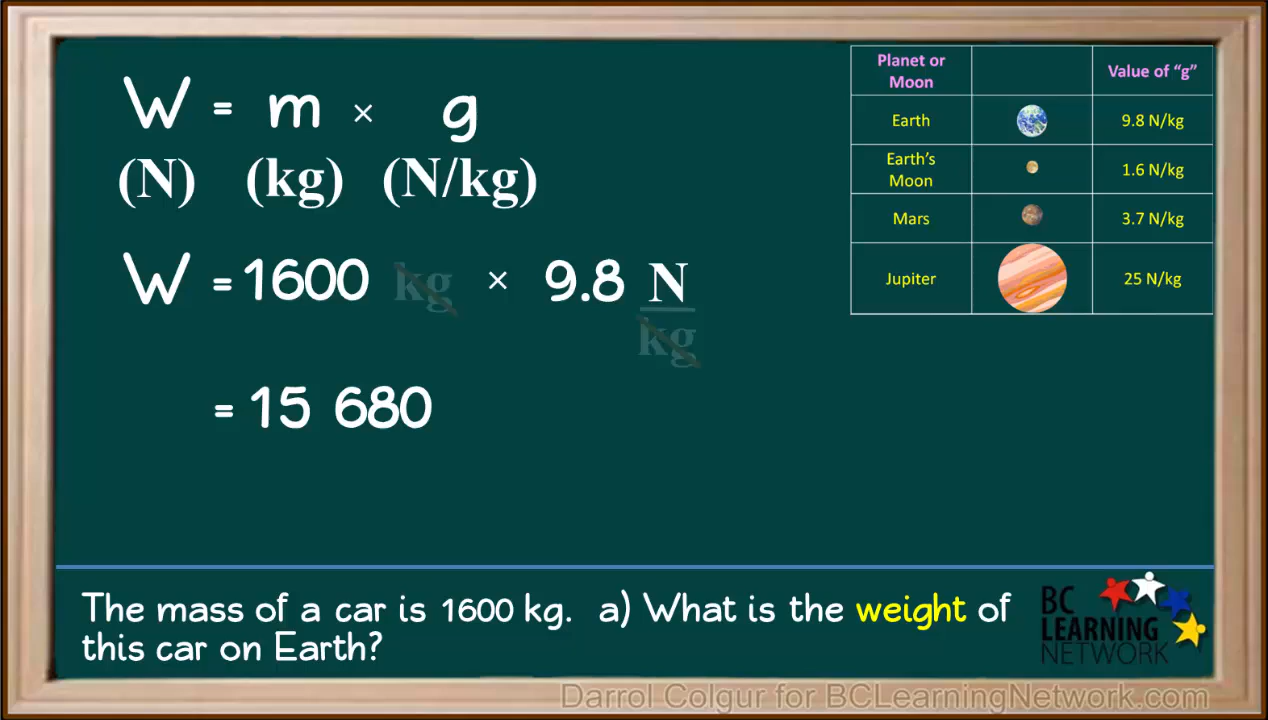 W = m × g
(N) (kg) (N/kg)
W = 1600 kg × 9.8 N
kg
= 15 680
Planet or
Moon
Value of “g”
Earth
9.8 N/kg
Earth’s
Moon
1.6 N/kg
Mars
3.7 N/kg
Jupiter
25 N/kg
The mass of a car is 1600 kg. a) What is the weight of
this car on Earth?
BC
LEARNING
NETWORK
Darrol Colgur for BCLearningNetwork.com